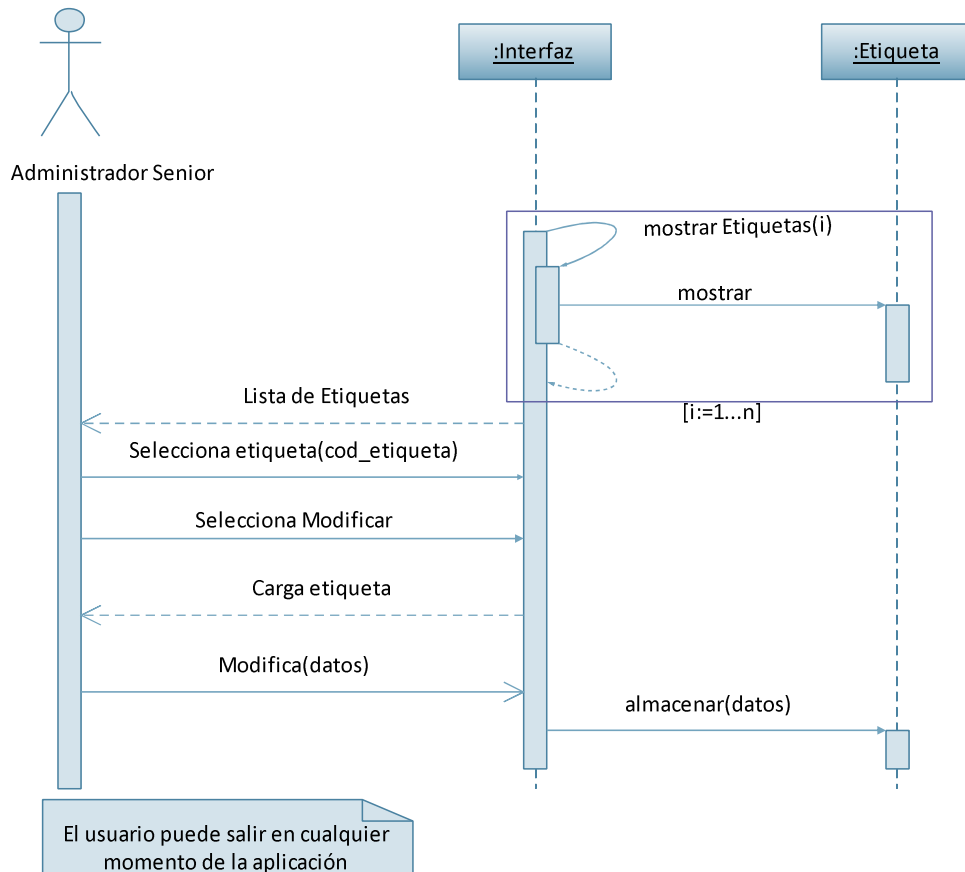 :Interfaz
:Etiqueta
Administrador Senior
mostrar Etiquetas(i)
mostrar
Lista de Etiquetas
[i:=1...n]
Selecciona etiqueta(cod_etiqueta)
Selecciona Modificar
Carga etiqueta
Modifica(datos)
almacenar(datos)
El usuario puede salir en cualquier
momento de la aplicación